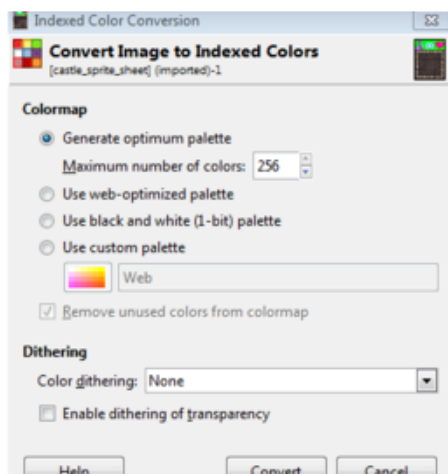 Indexed Color Conversion
Convert Image to Indexed Colors
[castle_sprite_sheet] (imported)-1
Colormap
Generate optimum palette
Maximum number of colors: 256
Use web-optimized palette
Use black and white (1-bit) palette
Use custom palette
Web
Remove unused colors from colormap
Dithering
Color dithering: None
Enable dithering of transparency
Help Convert Cancel